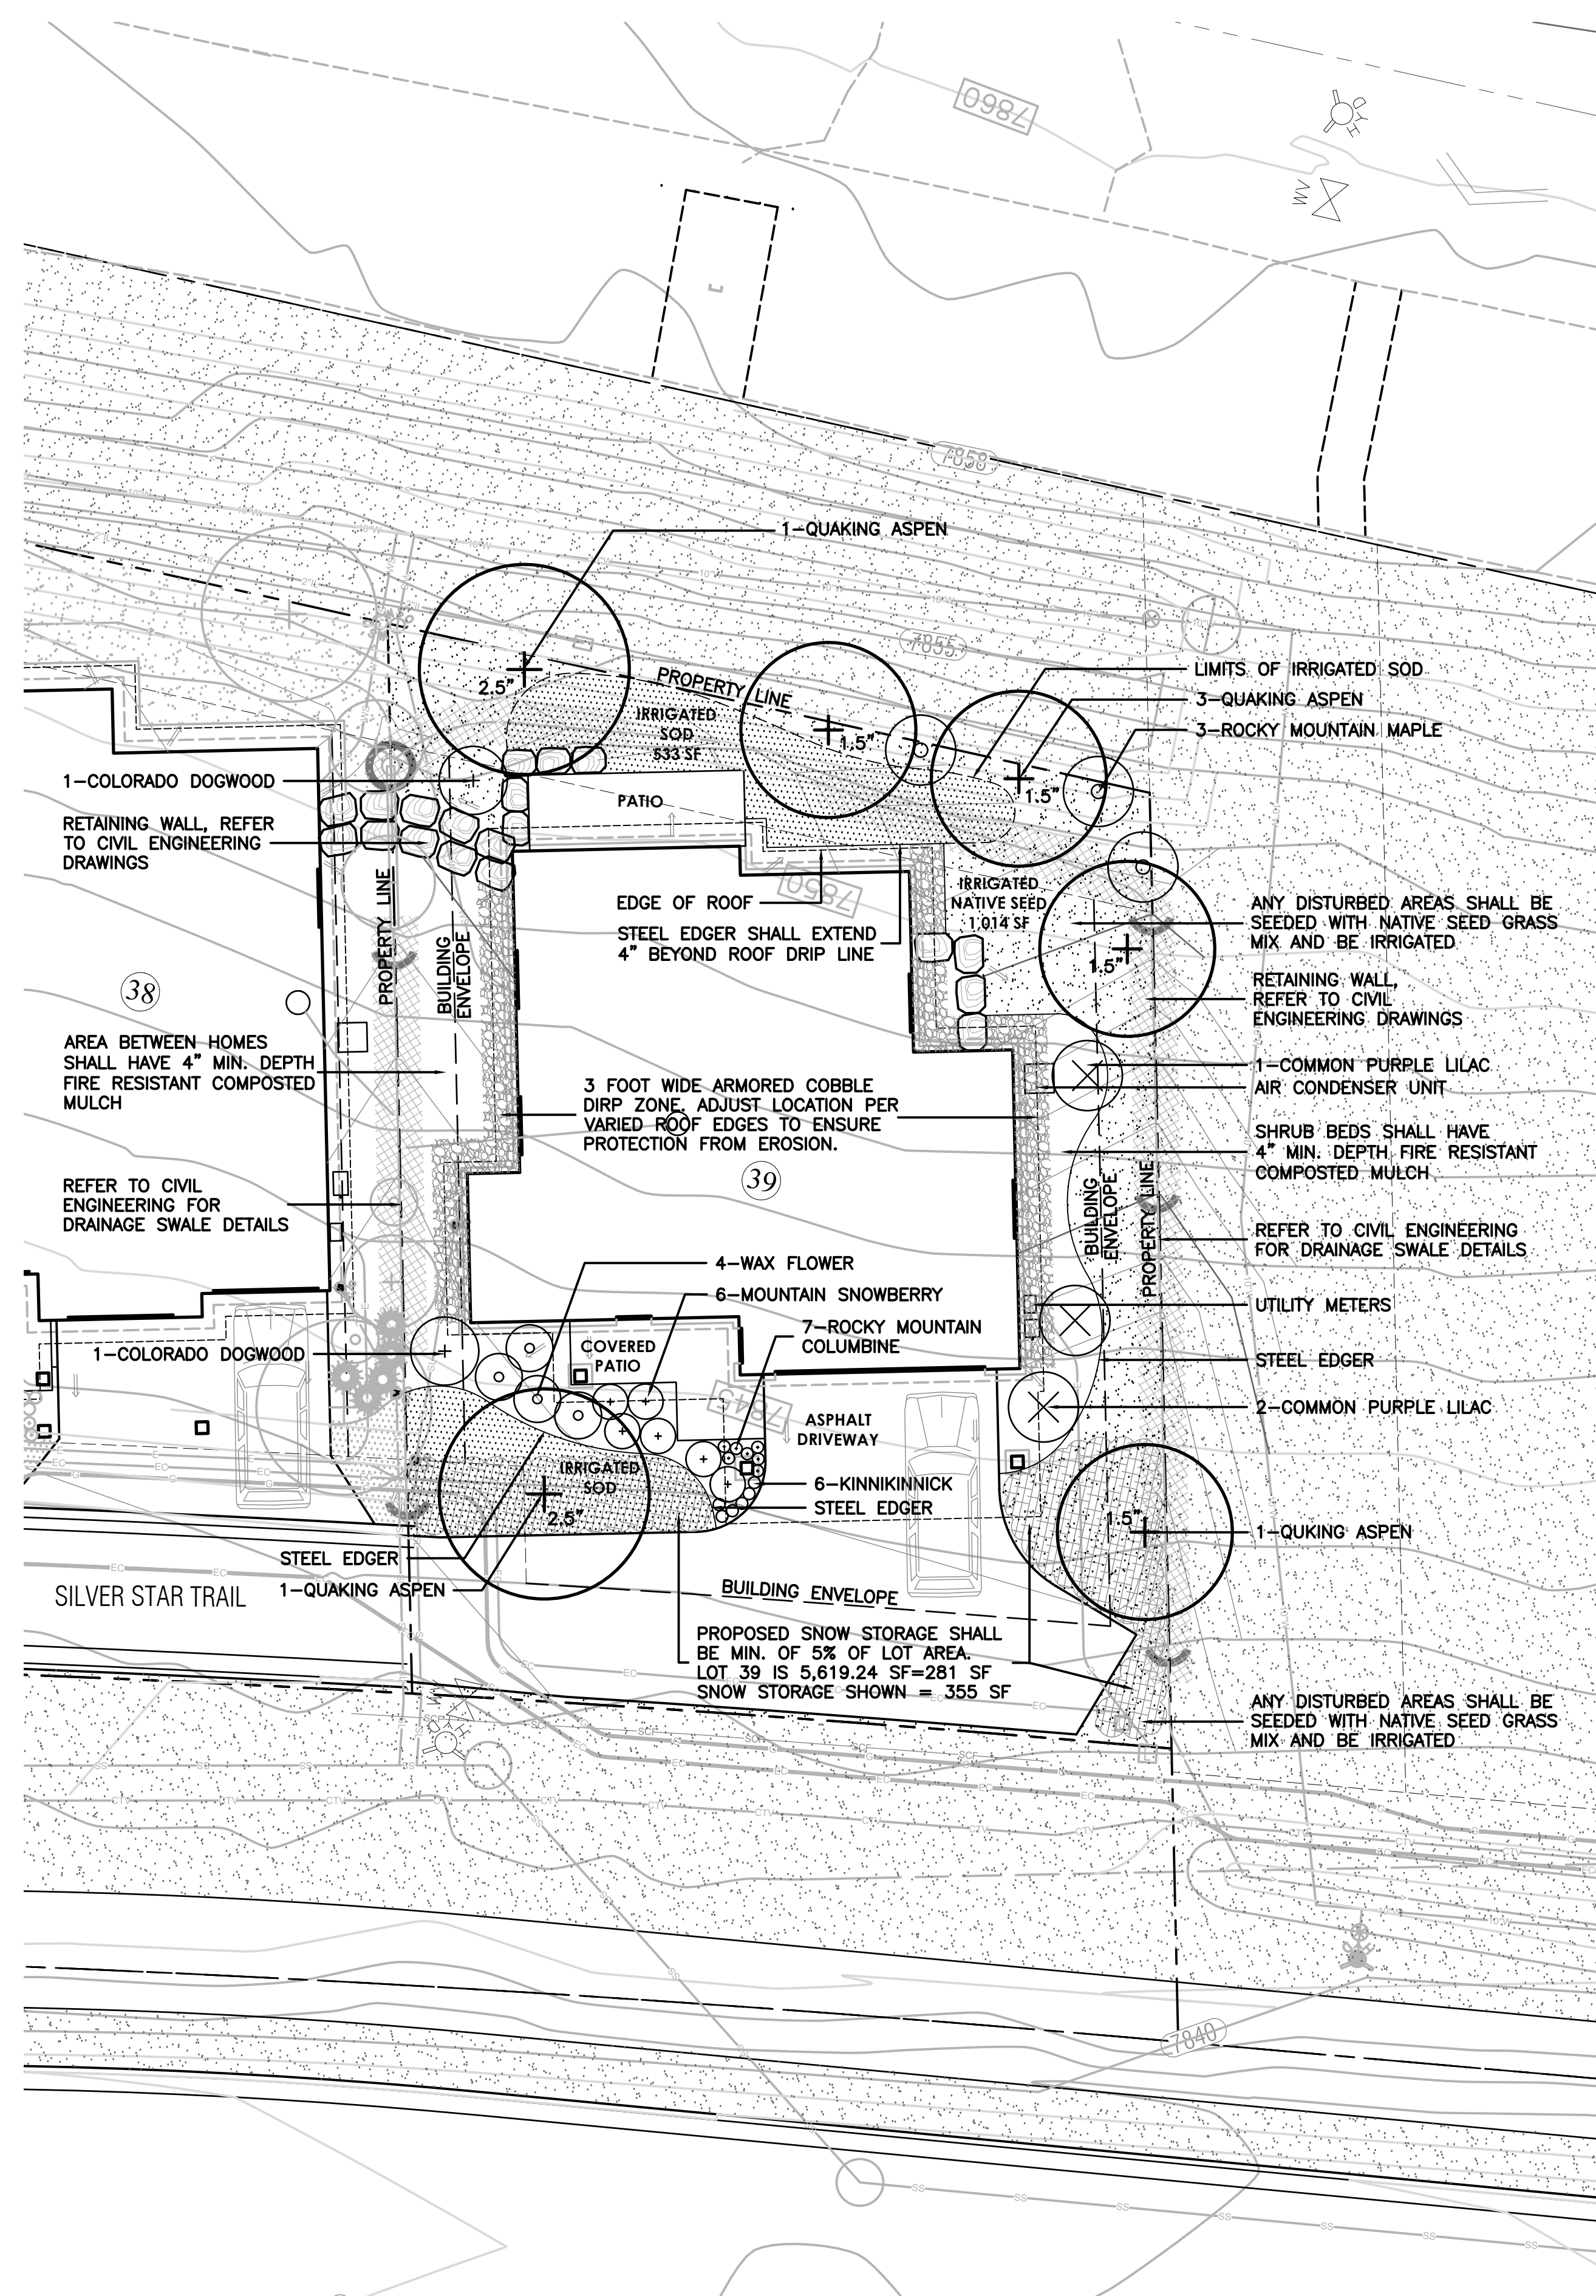 7860
HYD
WV
7858
1-QUAKING ASPEN
2.5"
PROPERTY LINE
IRRIGATED
SOD
533 SF
7855
1.5"
1.5"
LIMITS OF IRRIGATED SOD
3-QUAKING ASPEN
3-ROCKY MOUNTAIN MAPLE
1-COLORADO DOGWOOD
PATIO
RETAINING WALL, REFER
TO CIVIL ENGINEERING
DRAWINGS
PROPERTY LINE
BUILDING
ENVELOPE
7850
EDGE OF ROOF
STEEL EDGER SHALL EXTEND
4" BEYOND ROOF DRIP LINE
IRRIGATED
NATIVE SEED
1,014 SF
1.5"
ANY DISTURBED AREAS SHALL BE
SEEDED WITH NATIVE SEED GRASS
MIX AND BE IRRIGATED
RETAINING WALL,
REFER TO CIVIL
ENGINEERING DRAWINGS
38
AREA BETWEEN HOMES
SHALL HAVE 4" MIN. DEPTH
FIRE RESISTANT COMPOSTED
MULCH
3 FOOT WIDE ARMORED COBBLE
DIRP ZONE. ADJUST LOCATION PER
VARIED ROOF EDGES TO ENSURE
PROTECTION FROM EROSION.
39
1-COMMON PURPLE LILAC
AIR CONDENSER UNIT
SHRUB BEDS SHALL HAVE
4" MIN. DEPTH FIRE RESISTANT
COMPOSTED MULCH
REFER TO CIVIL
ENGINEERING FOR
DRAINAGE SWALE DETAILS
BUILDING
ENVELOPE
PROPERTY LINE
REFER TO CIVIL ENGINEERING
FOR DRAINAGE SWALE DETAILS
4-WAX FLOWER
6-MOUNTAIN SNOWBERRY
7-ROCKY MOUNTAIN
COLUMBINE
UTILITY METERS
1-COLORADO DOGWOOD
COVERED
PATIO
STEEL EDGER
7845
ASPHALT
DRIVEWAY
2-COMMON PURPLE LILAC
IRRIGATED
SOD
2.5"
6-KINNIKINNICK
STEEL EDGER
1.5"
1-QUKING ASPEN
STEEL EDGER
1-QUAKING ASPEN
SILVER STAR TRAIL
BUILDING ENVELOPE
PROPOSED SNOW STORAGE SHALL
BE MIN. OF 5% OF LOT AREA.
LOT 39 IS 5,619.24 SF=281 SF
SNOW STORAGE SHOWN = 355 SF
ANY DISTURBED AREAS SHALL BE
SEEDED WITH NATIVE SEED GRASS
MIX AND BE IRRIGATED
7840